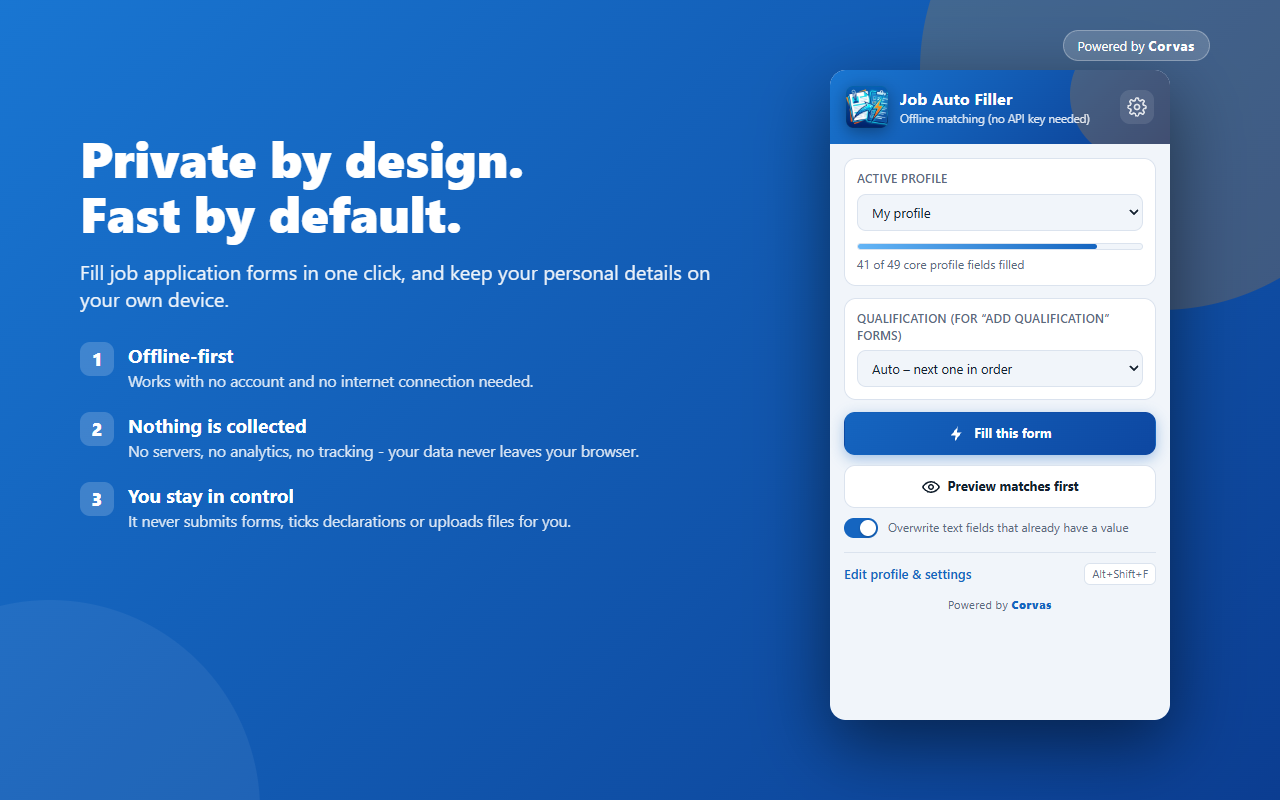 Powered by Corvas
Private by design.
Fast by default.
Fill job application forms in one click, and keep your personal details on
your own device.
1
Offline-first
Works with no account and no internet connection needed.
2
Nothing is collected
No servers, no analytics, no tracking - your data never leaves your browser.
3
You stay in control
It never submits forms, ticks declarations or uploads files for you.
Job Auto Filler
Offline matching (no API key needed)
ACTIVE PROFILE
My profile
41 of 49 core profile fields filled
QUALIFICATION (FOR “ADD QUALIFICATION”
FORMS)
Auto – next one in order
Fill this form
Preview matches first
Overwrite text fields that already have a value
Edit profile & settings
Alt+Shift+F
Powered by Corvas